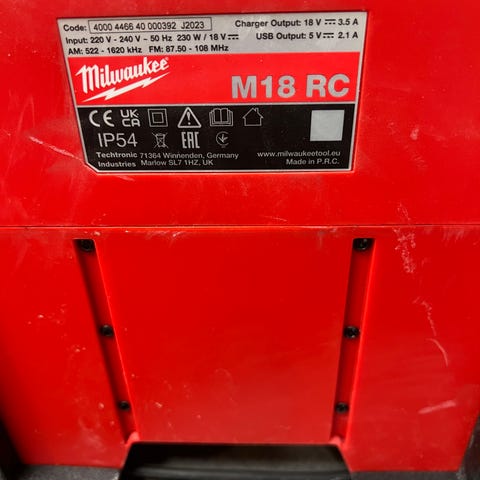 Code: 4000 4466 40 000392 J2023 Charger Output: 18 V ⎓ 3.5 A
Input: 220 V - 240 V ~ 50 Hz 230 W / 18 V ⎓ USB Output: 5 V ⎓ 2.1 A
AM: 522 - 1620 kHz FM: 87.50 - 108 MHz
Milwaukee
M18 RC
CE UK CA
IP54 EAC
Techtronic 71364 Winnenden, Germany www.milwaukeetool.eu
Industries Marlow SL7 1HZ, UK Made in P.R.C.